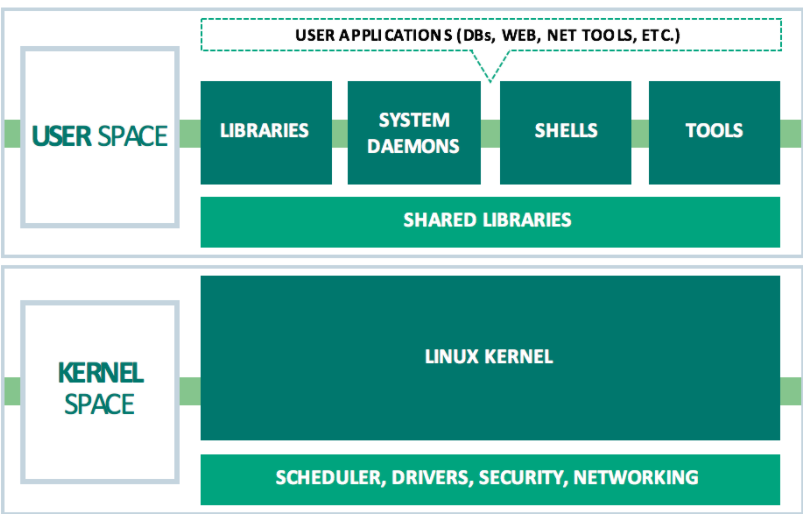 USER APPLICATIONS (DBs, WEB, NET TOOLS, ETC.)
USER SPACE
LIBRARIES
SYSTEM
DAEMONS
SHELLS
TOOLS
SHARED LIBRARIES
KERNEL
SPACE
LINUX KERNEL
SCHEDULER, DRIVERS, SECURITY, NETWORKING